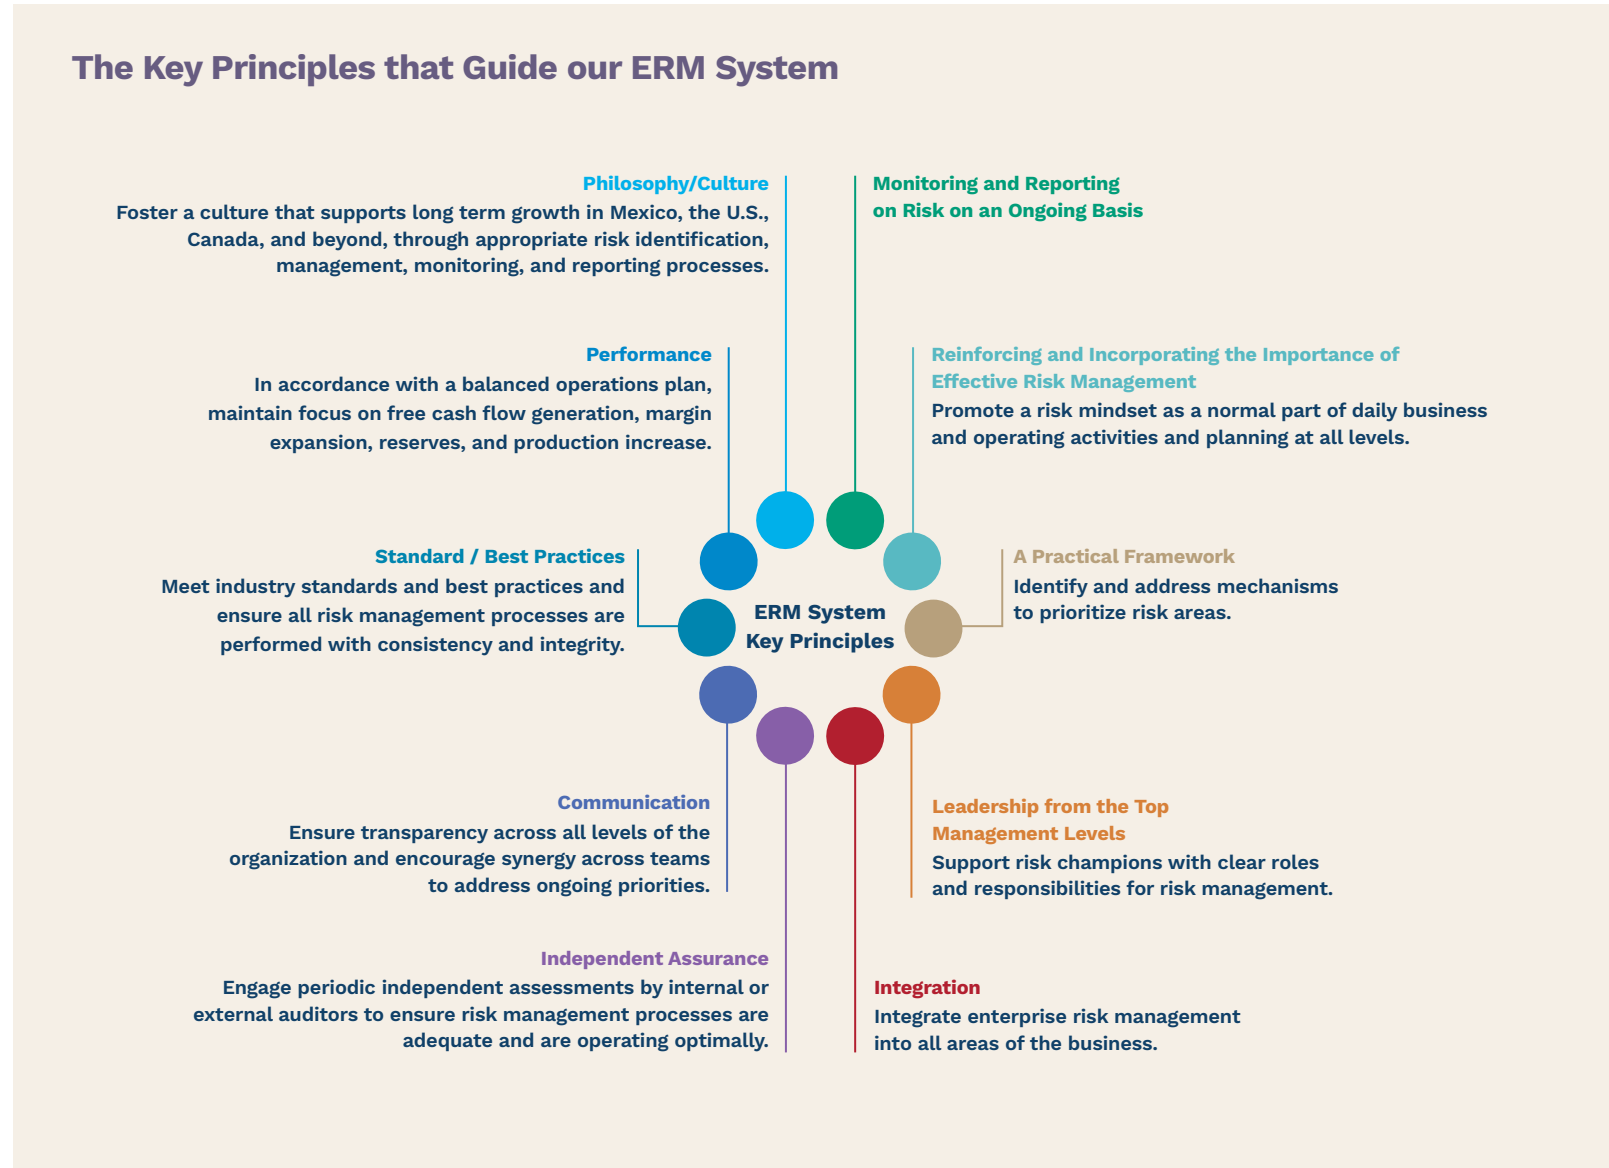 The Key Principles that Guide our ERM System
Philosophy/Culture
Foster a culture that supports long term growth in Mexico, the U.S.,
Canada, and beyond, through appropriate risk identification,
management, monitoring, and reporting processes.
Monitoring and Reporting
on Risk on an Ongoing Basis
Performance
In accordance with a balanced operations plan,
maintain focus on free cash flow generation, margin
expansion, reserves, and production increase.
Reinforcing and Incorporating the Importance of
Effective Risk Management
Promote a risk mindset as a normal part of daily business
and operating activities and planning at all levels.
Standard / Best Practices
Meet industry standards and best practices and
ensure all risk management processes are
performed with consistency and integrity.
ERM System
Key Principles
A Practical Framework
Identify and address mechanisms
to prioritize risk areas.
Communication
Ensure transparency across all levels of the
organization and encourage synergy across teams
to address ongoing priorities.
Leadership from the Top
Management Levels
Support risk champions with clear roles
and responsibilities for risk management.
Independent Assurance
Engage periodic independent assessments by internal or
external auditors to ensure risk management processes are
adequate and are operating optimally.
Integration
Integrate enterprise risk management
into all areas of the business.